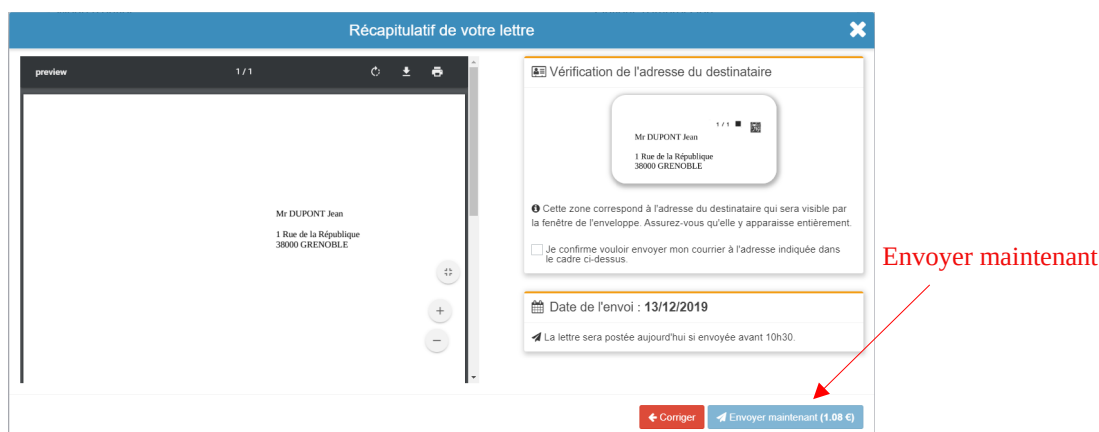 Récapitulatif de votre lettre
preview
1 / 1
Mr DUPONT Jean
1 Rue de la République
38000 GRENOBLE
Vérification de l'adresse du destinataire
1 / 1
Mr DUPONT Jean
1 Rue de la République
38000 GRENOBLE
Cette zone correspond à l'adresse du destinataire qui sera visible par
la fenêtre de l'enveloppe. Assurez-vous qu'elle y apparaisse entièrement.
Je confirme vouloir envoyer mon courrier à l'adresse indiquée dans
le cadre ci-dessus.
Date de l'envoi : 13/12/2019
La lettre sera postée aujourd'hui si envoyée avant 10h30.
Corriger
Envoyer maintenant (1.08 €)
Envoyer maintenant